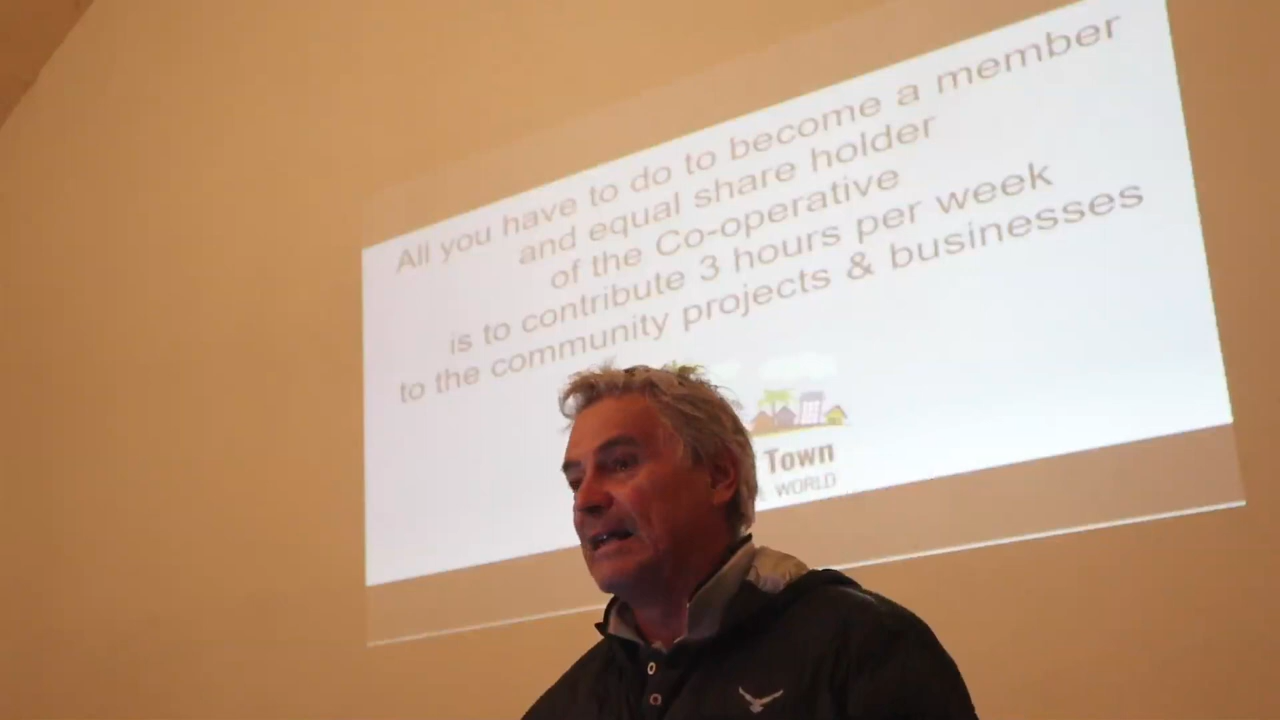 All you have to do to become a member
and equal share holder
of the Co-operative
is to contribute 3 hours per week
to the community projects & businesses
Town
WORLD